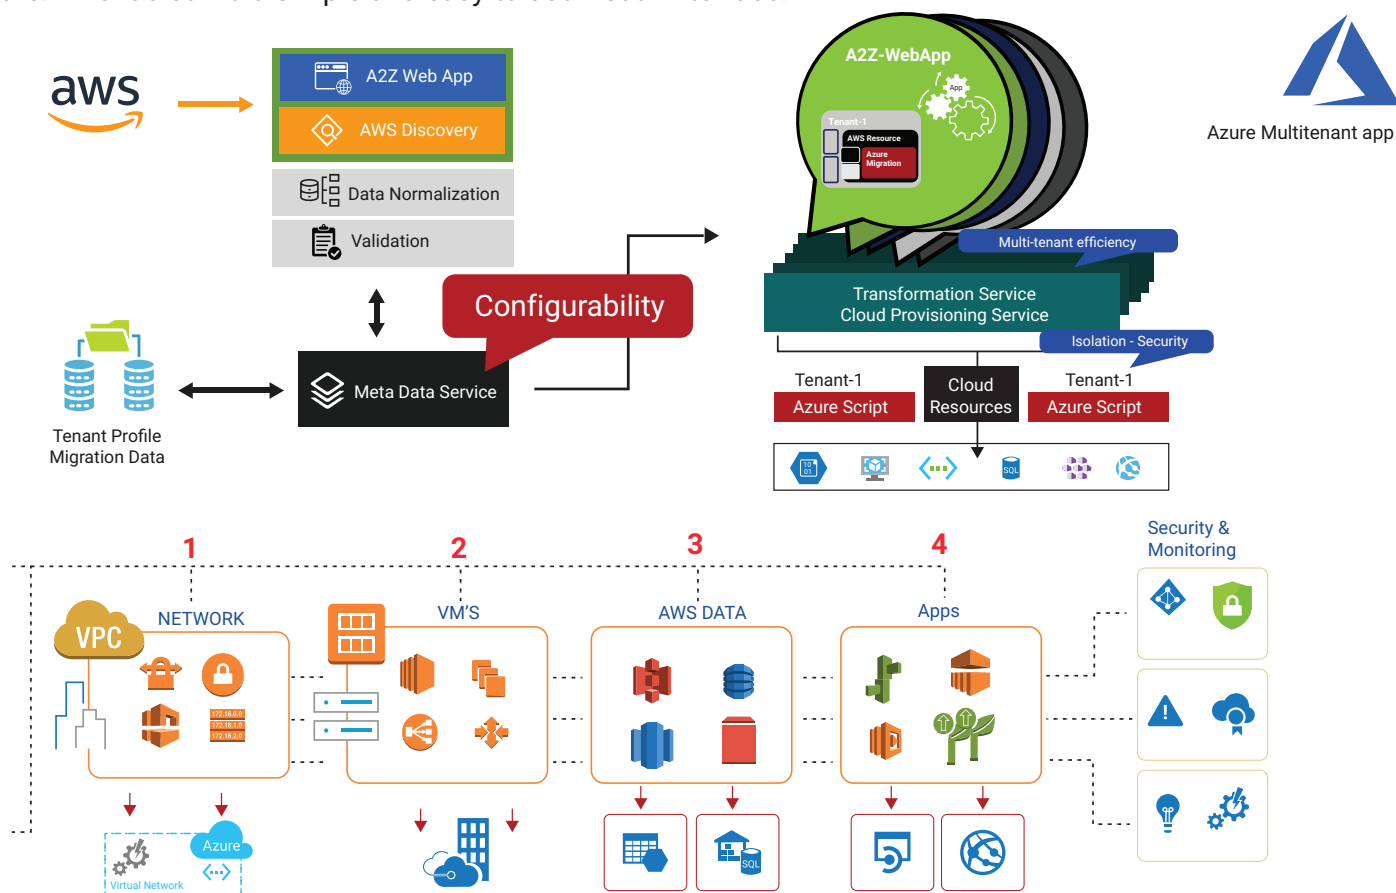 aws
A2Z Web App
AWS Discovery
Data Normalization
Validation
Configurability
Meta Data Service
Tenant Profile
Migration Data
A2Z-WebApp
App
Tenant-1
AWS Resource
Azure
Migration
Azure Multitenant app
Multi-tenant efficiency
Transformation Service
Cloud Provisioning Service
Isolation - Security
Tenant-1
Azure Script
Cloud
Resources
Tenant-1
Azure Script
10
01
SQL
1
2
3
4
Security &
Monitoring
NETWORK
VM'S
AWS DATA
Apps
VPC
172.16.0.0
172.16.1.0
172.16.2.0
Azure
Virtual Network
SQL